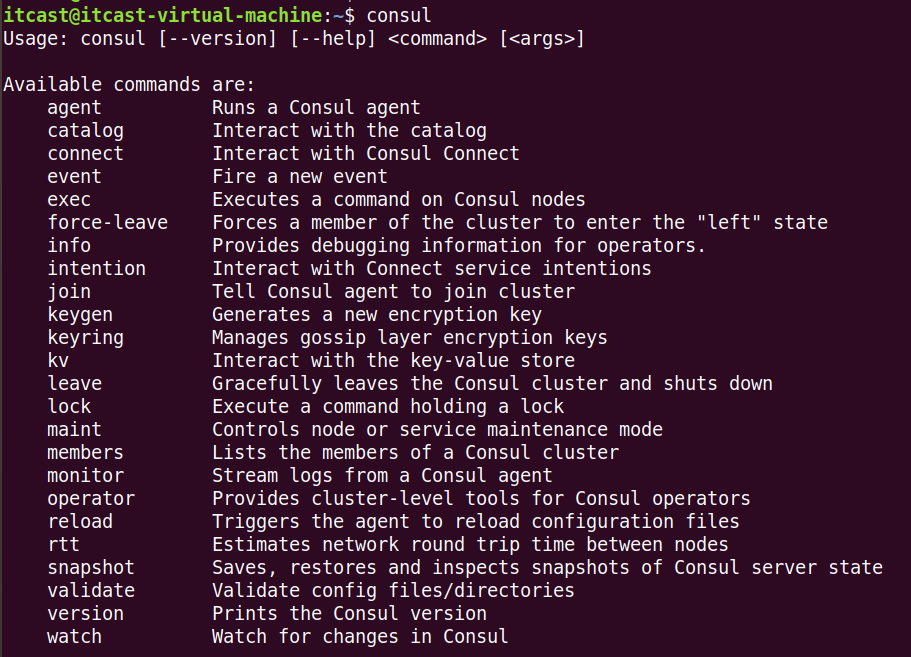 itcast@itcast-virtual-machine:~$ consul
Usage: consul [--version] [--help] <command> [<args>]

Available commands are:
    agent          Runs a Consul agent
    catalog        Interact with the catalog
    connect        Interact with Consul Connect
    event          Fire a new event
    exec           Executes a command on Consul nodes
    force-leave    Forces a member of the cluster to enter the "left" state
    info           Provides debugging information for operators.
    intention      Interact with Connect service intentions
    join           Tell Consul agent to join cluster
    keygen         Generates a new encryption key
    keyring        Manages gossip layer encryption keys
    kv             Interact with the key-value store
    leave          Gracefully leaves the Consul cluster and shuts down
    lock           Execute a command holding a lock
    maint          Controls node or service maintenance mode
    members        Lists the members of a Consul cluster
    monitor        Stream logs from a Consul agent
    operator       Provides cluster-level tools for Consul operators
    reload         Triggers the agent to reload configuration files
    rtt            Estimates network round trip time between nodes
    snapshot       Saves, restores and inspects snapshots of Consul server state
    validate       Validate config files/directories
    version        Prints the Consul version
    watch          Watch for changes in Consul